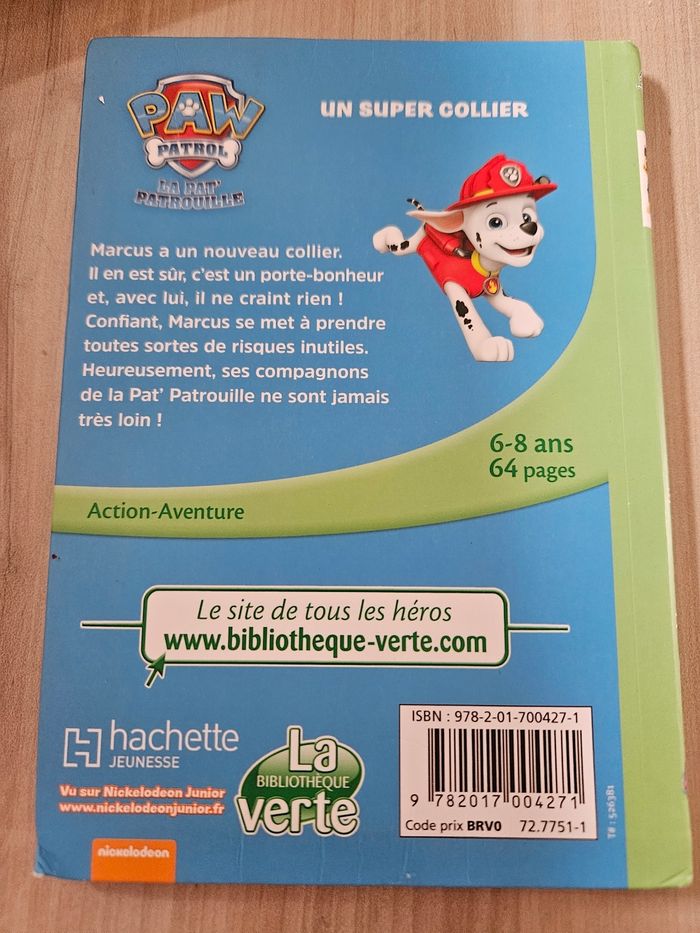 PAW
PATROL
LA PAT'
PATROUILLE
UN SUPER COLLIER
Marcus a un nouveau collier.
Il en est sûr, c'est un porte-bonheur
et, avec lui, il ne craint rien !
Confiant, Marcus se met à prendre
toutes sortes de risques inutiles.
Heureusement, ses compagnons
de la Pat' Patrouille ne sont jamais
très loin !
6-8 ans
64 pages
Action-Aventure
Le site de tous les héros
www.bibliotheque-verte.com
hachette
JEUNESSE
Vu sur Nickelodeon Junior
www.nickelodeonjunior.fr
nickelodeon
La
BIBLIOTHÈQUE
verte
ISBN : 978-2-01-700427-1
9 782017 004271
Code prix BRV0 72.7751-1
T# : 526381